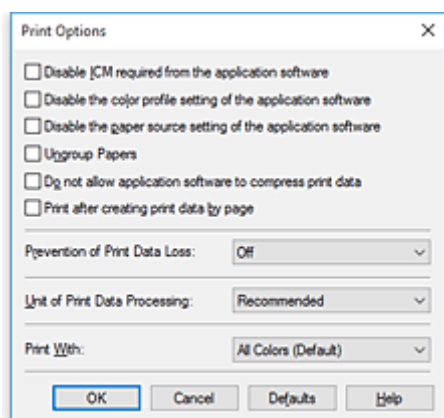 Print Options
Disable ICM required from the application software
Disable the color profile setting of the application software
Disable the paper source setting of the application software
Ungroup Papers
Do not allow application software to compress print data
Print after creating print data by page
Prevention of Print Data Loss: Off
Unit of Print Data Processing: Recommended
Print With: All Colors (Default)
OK Cancel Defaults Help